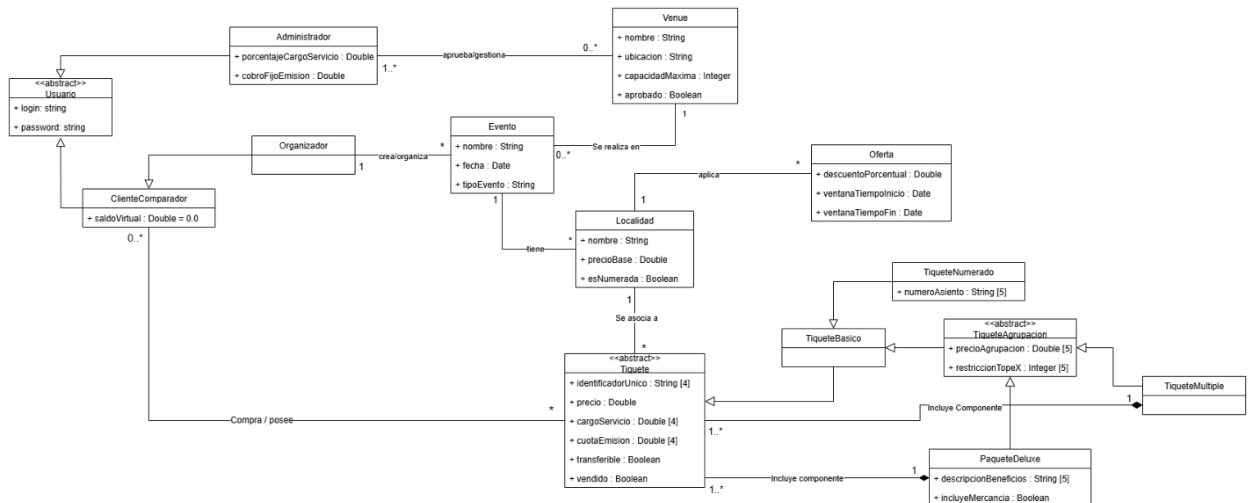 Venue
+ nombre : String
+ ubicacion : String
+ capacidadMaxima : Integer
+ aprobado : Boolean
Administrador
+ porcentajeCargoServicio : Double
+ cobroFijoEmision : Double
aprueba/gestiona
1..*
0..*
<<abstract>>
Usuario
+ login: string
+ password: string
Organizador
1
crea/organiza
*
Evento
+ nombre : String
+ fecha : Date
+ tipoEvento : String
0..*
Se realiza en
1
Oferta
+ descuentoPorcentual : Double
+ ventanaTiempoInicio : Date
+ ventanaTiempoFin : Date
*
aplica
1
ClienteComparador
+ saldoVirtual : Double = 0.0
0..*
1
tiene
*
Localidad
+ nombre : String
+ precioBase : Double
+ esNumerada : Boolean
1
Se asocia a
*
TiqueteNumerado
+ numeroAsiento : String [5]
TiqueteBasico
<<abstract>>
TiqueteAgrupacion
+ precioAgrupacion : Double [5]
+ restriccionTopeX : Integer [5]
TiqueteMultiple
<<abstract>>
Tiquete
+ identificadorUnico : String [4]
+ precio : Double
+ cargoServicio : Double [4]
+ cuotaEmision : Double [4]
+ transferible : Boolean
+ vendido : Boolean
Compra / posee
*
1..*
Incluye Componente
1
1..*
Incluye componente
1
PaqueteDeluxe
+ descripcionBeneficios : String [5]
+ incluyeMercancia : Boolean